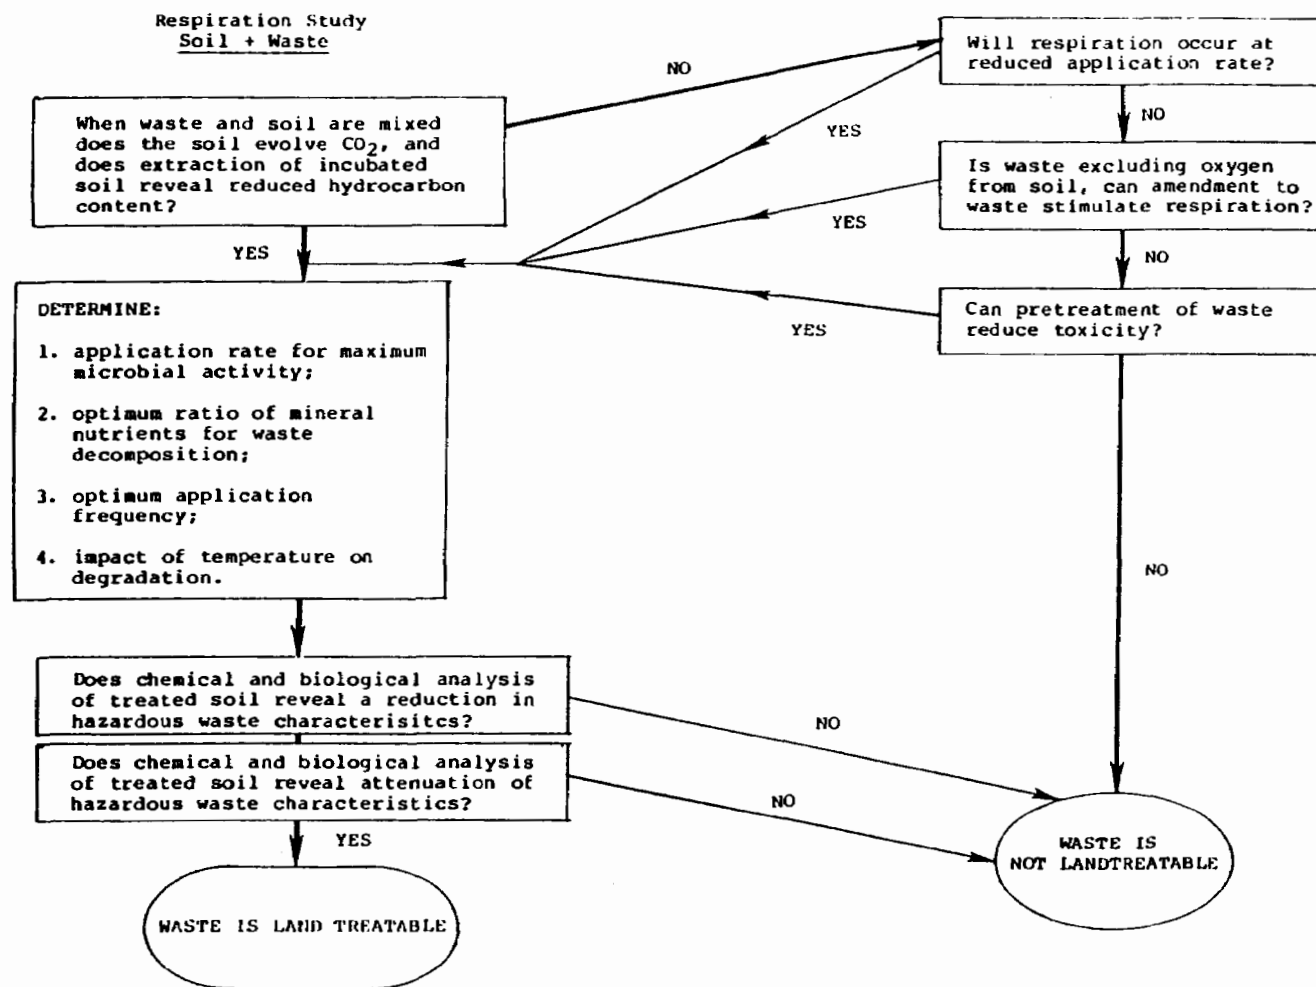 Respiration Study
Soil + Waste
When waste and soil are mixed
does the soil evolve CO2, and
does extraction of incubated
soil reveal reduced hydrocarbon
content?
NO
Will respiration occur at
reduced application rate?
YES
NO
Is waste excluding oxygen
from soil, can amendment to
waste stimulate respiration?
YES
NO
Can pretreatment of waste
reduce toxicity?
YES
NO
YES
DETERMINE:
1. application rate for maximum
microbial activity;
2. optimum ratio of mineral
nutrients for waste
decomposition;
3. optimum application
frequency;
4. impact of temperature on
degradation.
Does chemical and biological analysis
of treated soil reveal a reduction in
hazardous waste characterisitcs?
NO
Does chemical and biological analysis
of treated soil reveal attenuation of
hazardous waste characteristics?
NO
YES
WASTE IS LAND TREATABLE
WASTE IS
NOT LANDTREATABLE